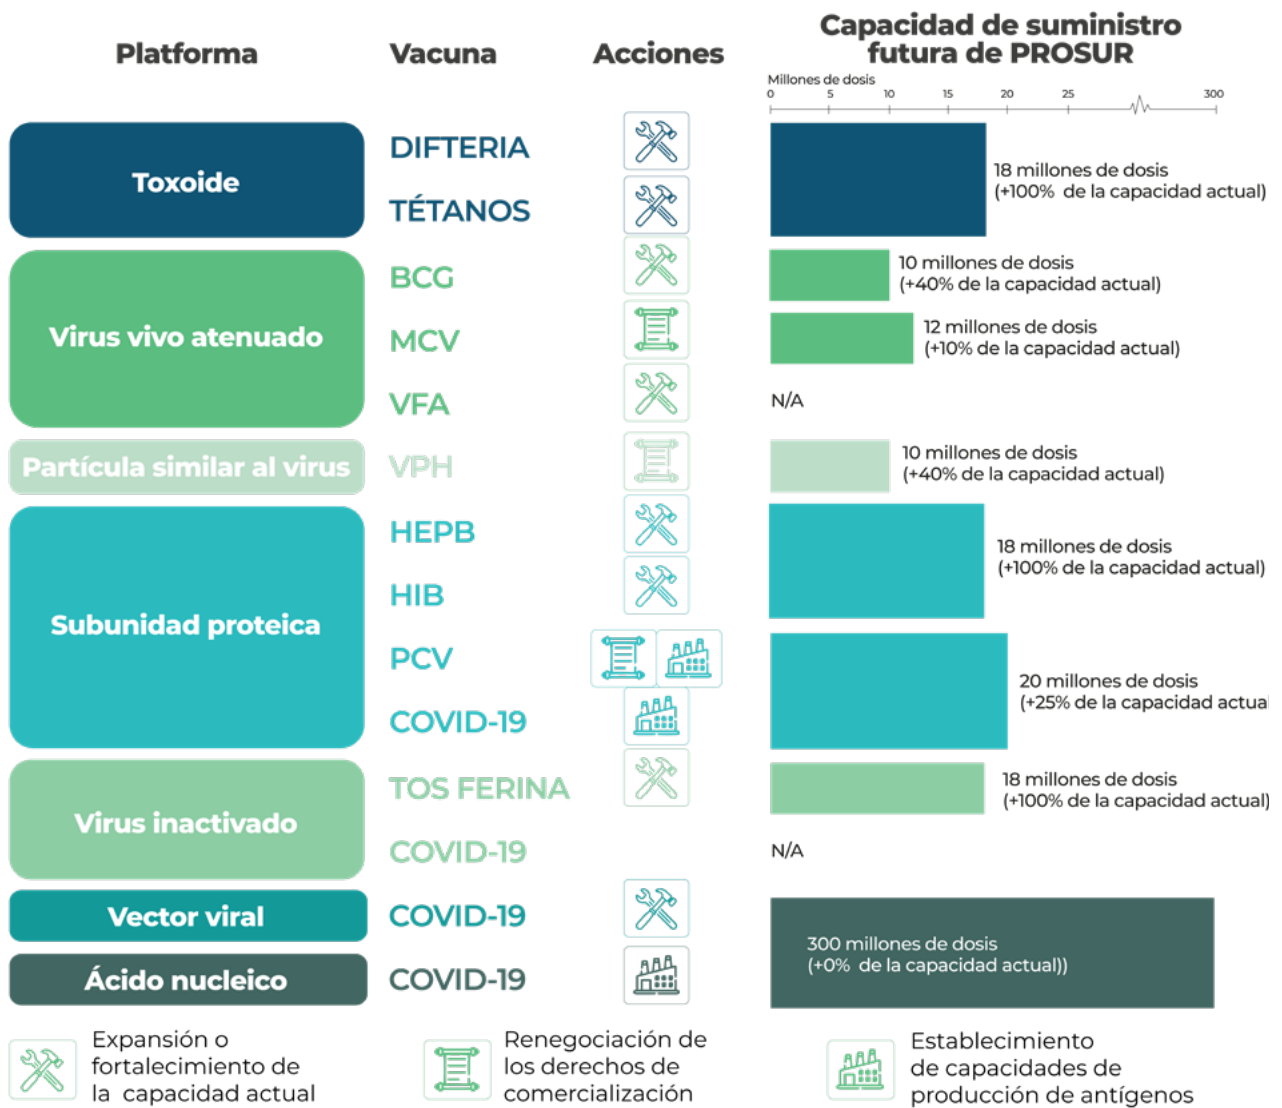 Plataforma
Vacuna
Acciones
Capacidad de suministro
futura de PROSUR
Millones de dosis
0 5 10 15 20 25 300
Toxoide
DIFTERIA
TÉTANOS
18 millones de dosis
(+100% de la capacidad actual)
Virus vivo atenuado
BCG
10 millones de dosis
(+40% de la capacidad actual)
MCV
12 millones de dosis
(+10% de la capacidad actual)
VFA
N/A
Partícula similar al virus
VPH
10 millones de dosis
(+40% de la capacidad actual)
Subunidad proteica
HEPB
HIB
18 millones de dosis
(+100% de la capacidad actual)
PCV
COVID-19
20 millones de dosis
(+25% de la capacidad actual
Virus inactivado
TOS FERINA
18 millones de dosis
(+100% de la capacidad actual)
COVID-19
N/A
Vector viral
COVID-19
Ácido nucleico
COVID-19
300 millones de dosis
(+0% de la capacidad actual))
Expansión o
fortalecimiento de
la capacidad actual
Renegociación de
los derechos de
comercialización
Establecimiento
de capacidades de
producción de antígenos